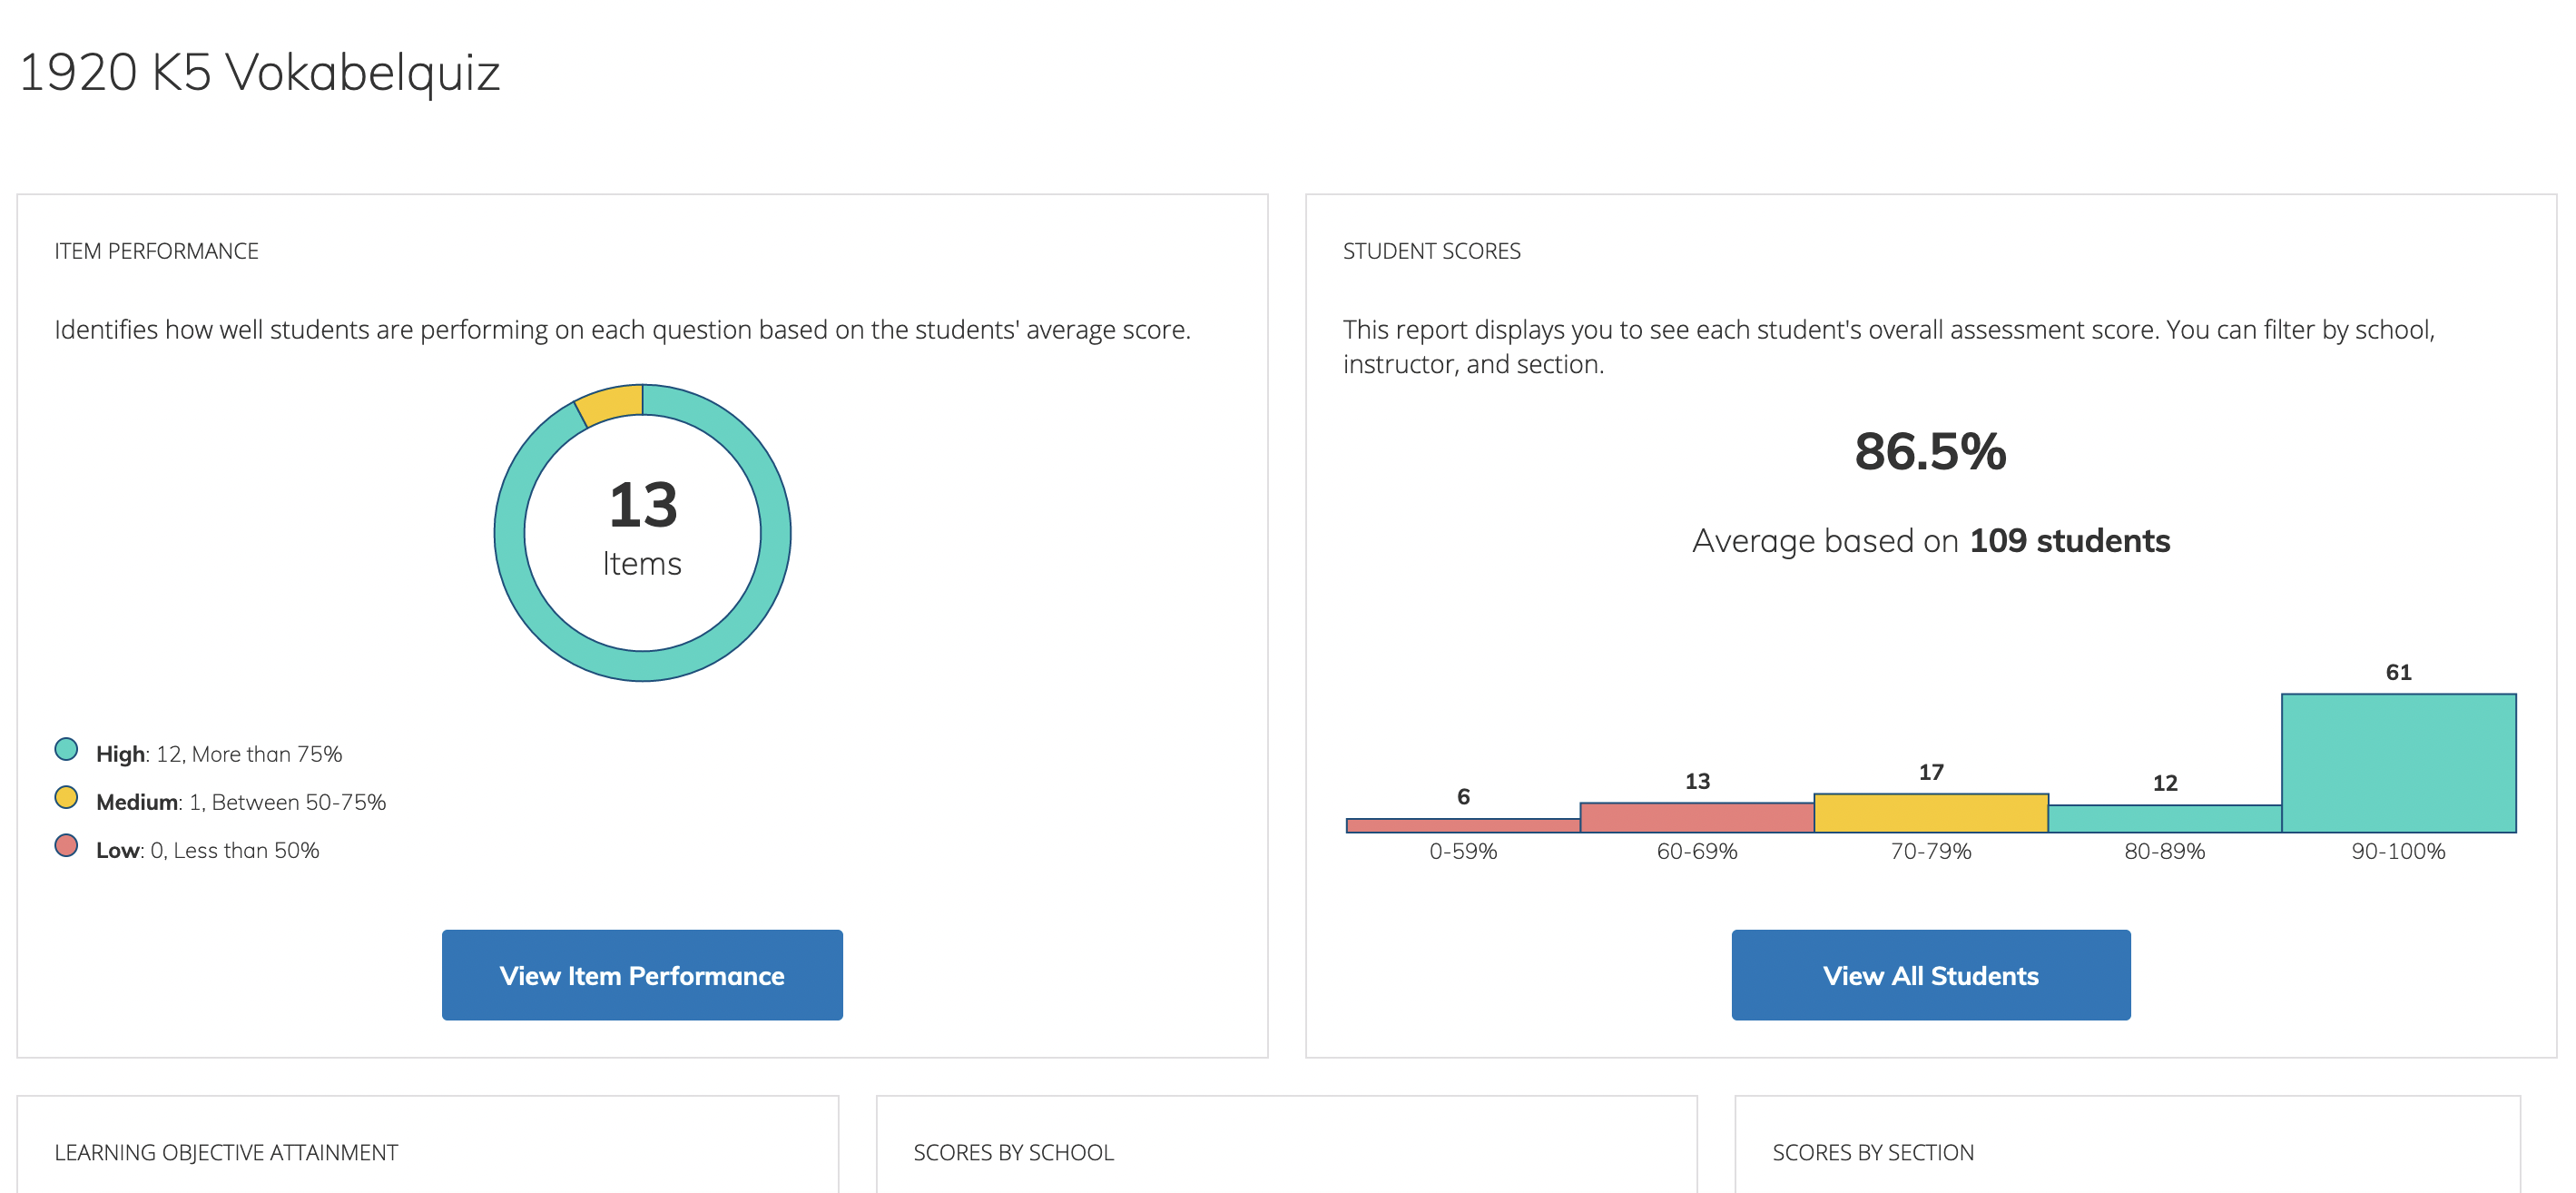 1920 K5 Vokabelquiz
ITEM PERFORMANCE
Identifies how well students are performing on each question based on the students' average score.
13
Items
High: 12, More than 75%
Medium: 1, Between 50-75%
Low: 0, Less than 50%
View Item Performance
STUDENT SCORES
This report displays you to see each student's overall assessment score. You can filter by school,
instructor, and section.
86.5%
Average based on 109 students
6
13
17
12
61
0-59%
60-69%
70-79%
80-89%
90-100%
View All Students
LEARNING OBJECTIVE ATTAINMENT
SCORES BY SCHOOL
SCORES BY SECTION